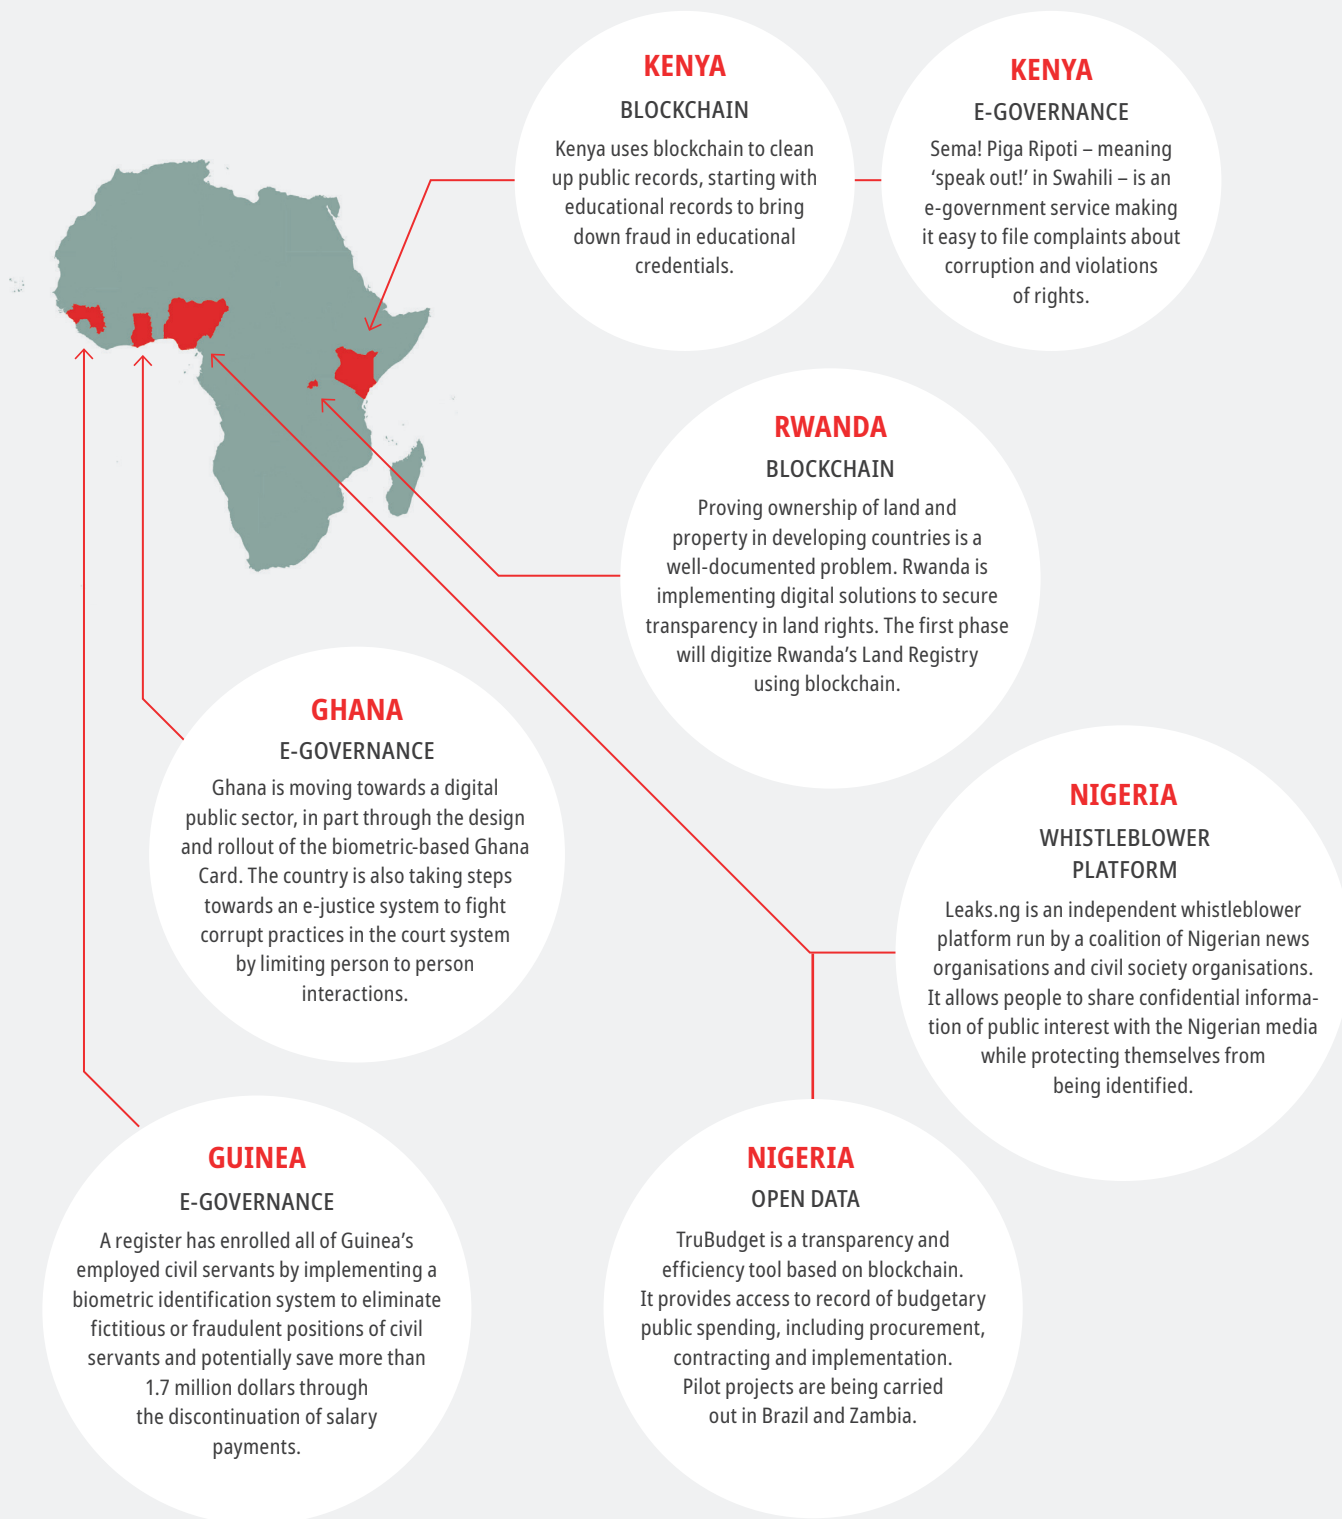 KENYA
BLOCKCHAIN
Kenya uses blockchain to clean
up public records, starting with
educational records to bring
down fraud in educational
credentials.
KENYA
E-GOVERNANCE
Sema! Piga Ripoti – meaning
‘speak out!’ in Swahili – is an
e-government service making
it easy to file complaints about
corruption and violations
of rights.
RWANDA
BLOCKCHAIN
Proving ownership of land and
property in developing countries is a
well-documented problem. Rwanda is
implementing digital solutions to secure
transparency in land rights. The first phase
will digitize Rwanda’s Land Registry
using blockchain.
GHANA
E-GOVERNANCE
Ghana is moving towards a digital
public sector, in part through the design
and rollout of the biometric-based Ghana
Card. The country is also taking steps
towards an e-justice system to fight
corrupt practices in the court system
by limiting person to person
interactions.
NIGERIA
WHISTLEBLOWER
PLATFORM
Leaks.ng is an independent whistleblower
platform run by a coalition of Nigerian news
organisations and civil society organisations.
It allows people to share confidential informa-
tion of public interest with the Nigerian media
while protecting themselves from
being identified.
GUINEA
E-GOVERNANCE
A register has enrolled all of Guinea’s
employed civil servants by implementing a
biometric identification system to eliminate
fictitious or fraudulent positions of civil
servants and potentially save more than
1.7 million dollars through
the discontinuation of salary
payments.
NIGERIA
OPEN DATA
TruBudget is a transparency and
efficiency tool based on blockchain.
It provides access to record of budgetary
public spending, including procurement,
contracting and implementation.
Pilot projects are being carried
out in Brazil and Zambia.